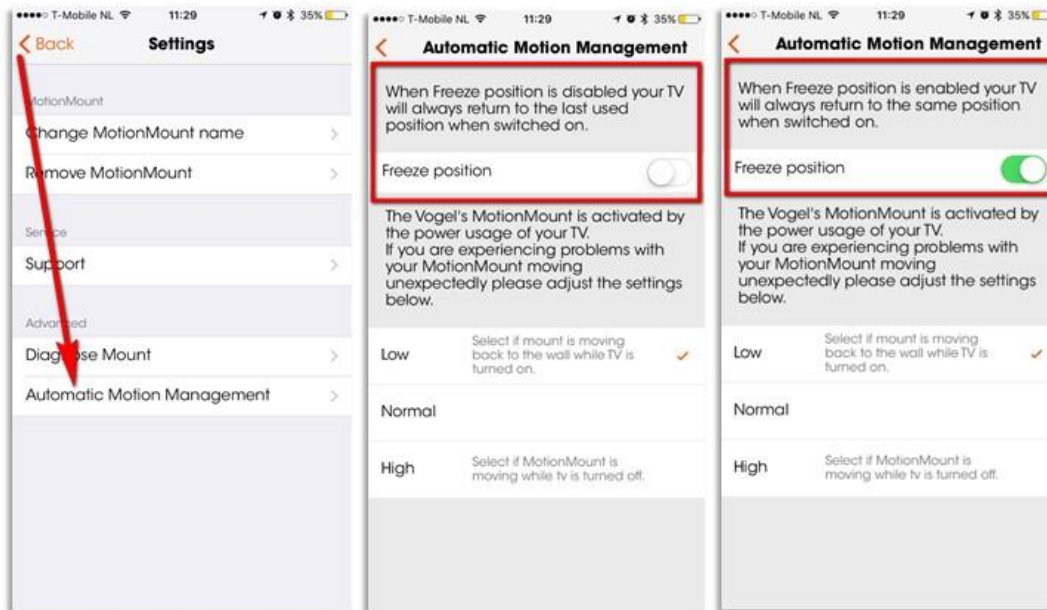 T-Mobile NL 11:29 35%
Back Settings
MotionMount
Change MotionMount name
Remove MotionMount
Service
Support
Advanced
Diagnose Mount
Automatic Motion Management
T-Mobile NL 11:29 35%
Automatic Motion Management
When Freeze position is disabled your TV
will always return to the last used
position when switched on.
Freeze position
The Vogel's MotionMount is activated by
the power usage of your TV.
If you are experiencing problems with
your MotionMount moving
unexpectedly please adjust the settings
below.
Low
Select if mount is moving
back to the wall while TV is
turned on.
Normal
High
Select if MotionMount is
moving while tv is turned off.
T-Mobile NL 11:29 35%
Automatic Motion Management
When Freeze position is enabled your TV
will always return to the same position
when switched on.
Freeze position
The Vogel's MotionMount is activated by
the power usage of your TV.
If you are experiencing problems with
your MotionMount moving
unexpectedly please adjust the settings
below.
Low
Select if mount is moving
back to the wall while TV is
turned on.
Normal
High
Select if MotionMount is
moving while tv is turned off.